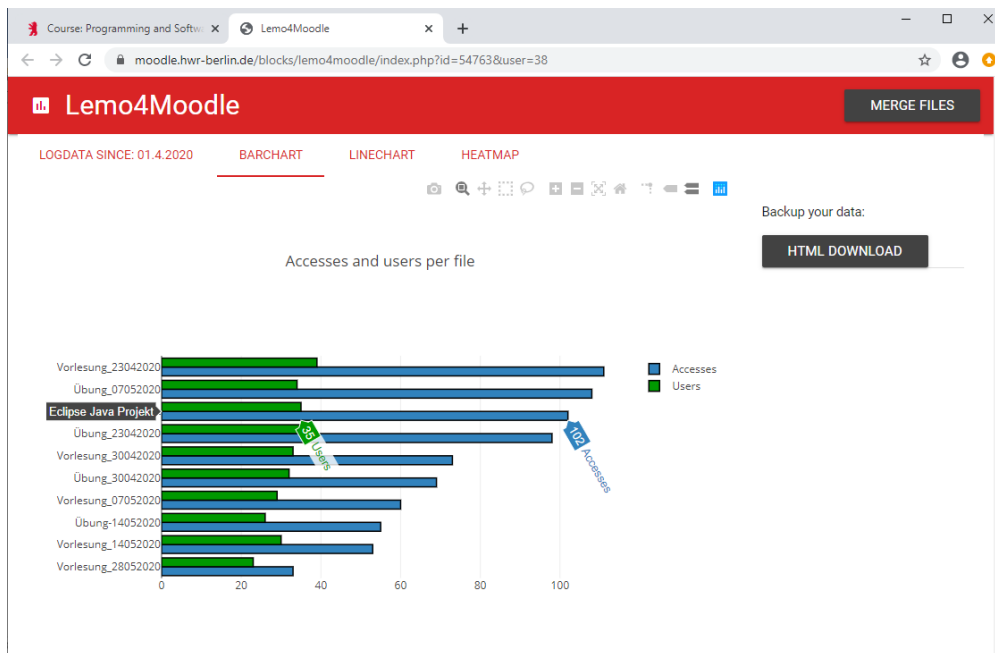 Course: Programming and Softw
Lemo4Moodle
moodle.hwr-berlin.de/blocks/lemo4moodle/index.php?id=54763&user=38
Lemo4Moodle
MERGE FILES
LOGDATA SINCE: 01.4.2020 BARCHART LINECHART HEATMAP
Backup your data:
HTML DOWNLOAD
Accesses and users per file
Vorlesung_23042020
Übung_07052020
Eclipse Java Projekt
Übung_23042020
Vorlesung_30042020
Übung_30042020
Vorlesung_07052020
Übung-14052020
Vorlesung_14052020
Vorlesung_28052020
35 Users
102 Accesses
0 20 40 60 80 100
Accesses
Users